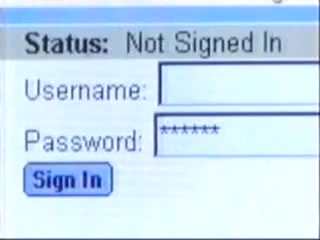 Status: Not Signed In
Username:
Password: ******
Sign In